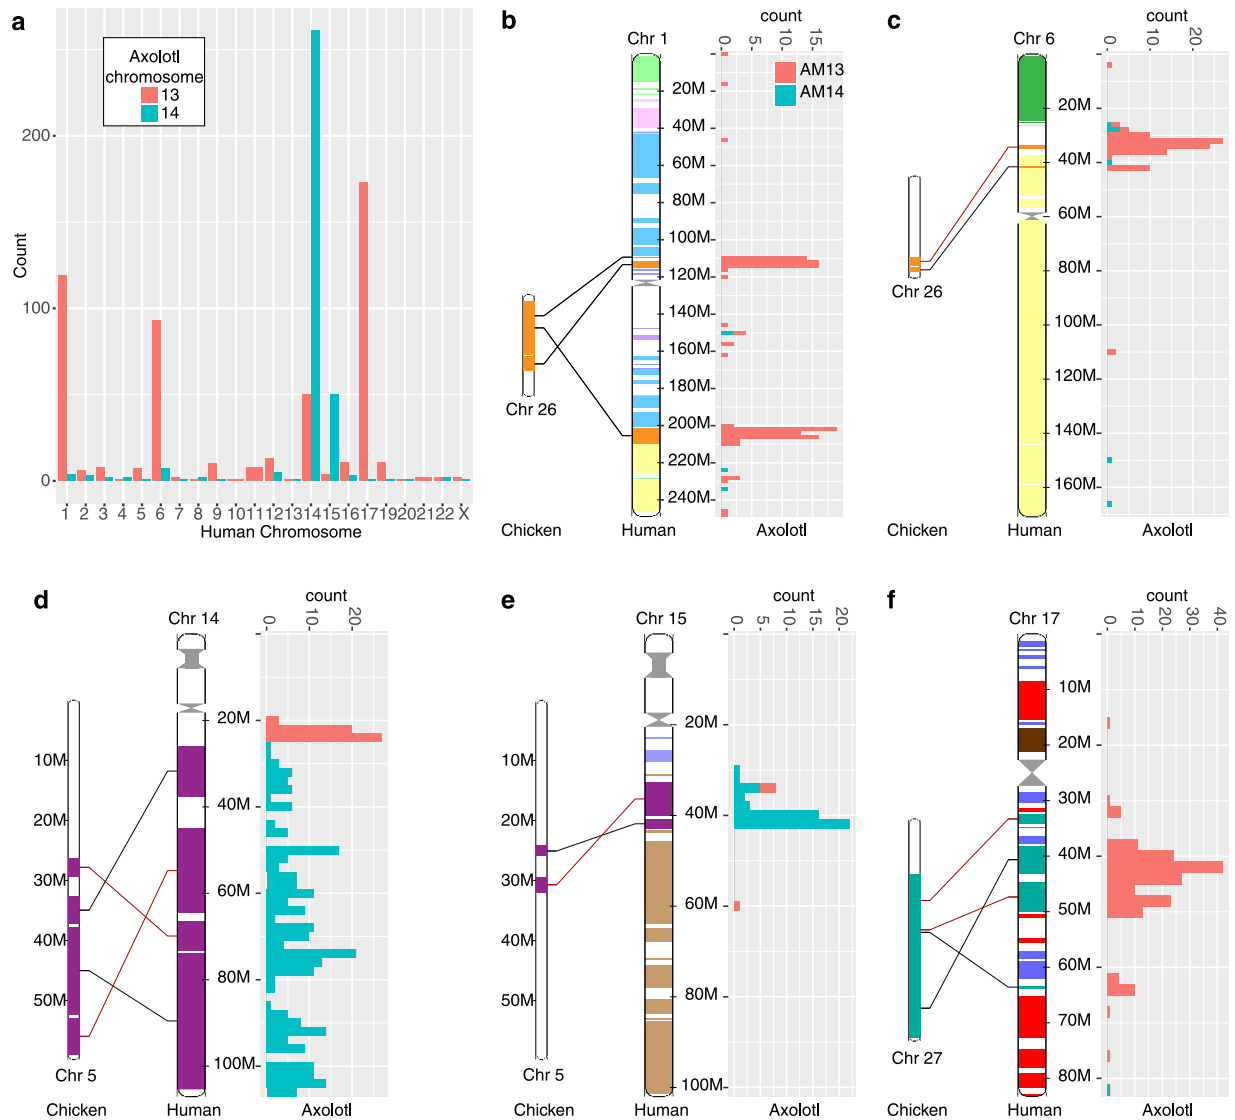 a
Axolotl
chromosome
13
14
Count
0
100
200
1 2 3 4 5 6 7 8 9 10 11 12 13 14 15 16 17 18 19 20 21 22 X
Human Chromosome
b
count
Chr 1
0 5 10 15
AM13
AM14
20M
40M
60M
80M
100M
120M
140M
160M
180M
200M
220M
240M
Chr 26
Chicken Human Axolotl
c
count
Chr 6
0 10 20
20M
40M
60M
80M
100M
120M
140M
160M
Chr 26
Chicken Human Axolotl
d
count
Chr 14
0 10 20
20M
40M
60M
80M
100M
10M
20M
30M
40M
50M
Chr 5
Chicken Human Axolotl
e
count
Chr 15
0 5 10 15 20
20M
40M
60M
80M
100M
10M
20M
30M
40M
50M
Chr 5
Chicken Human Axolotl
f
count
Chr 17
0 10 20 30 40
10M
20M
30M
40M
50M
60M
70M
80M
Chr 27
Chicken Human Axolotl